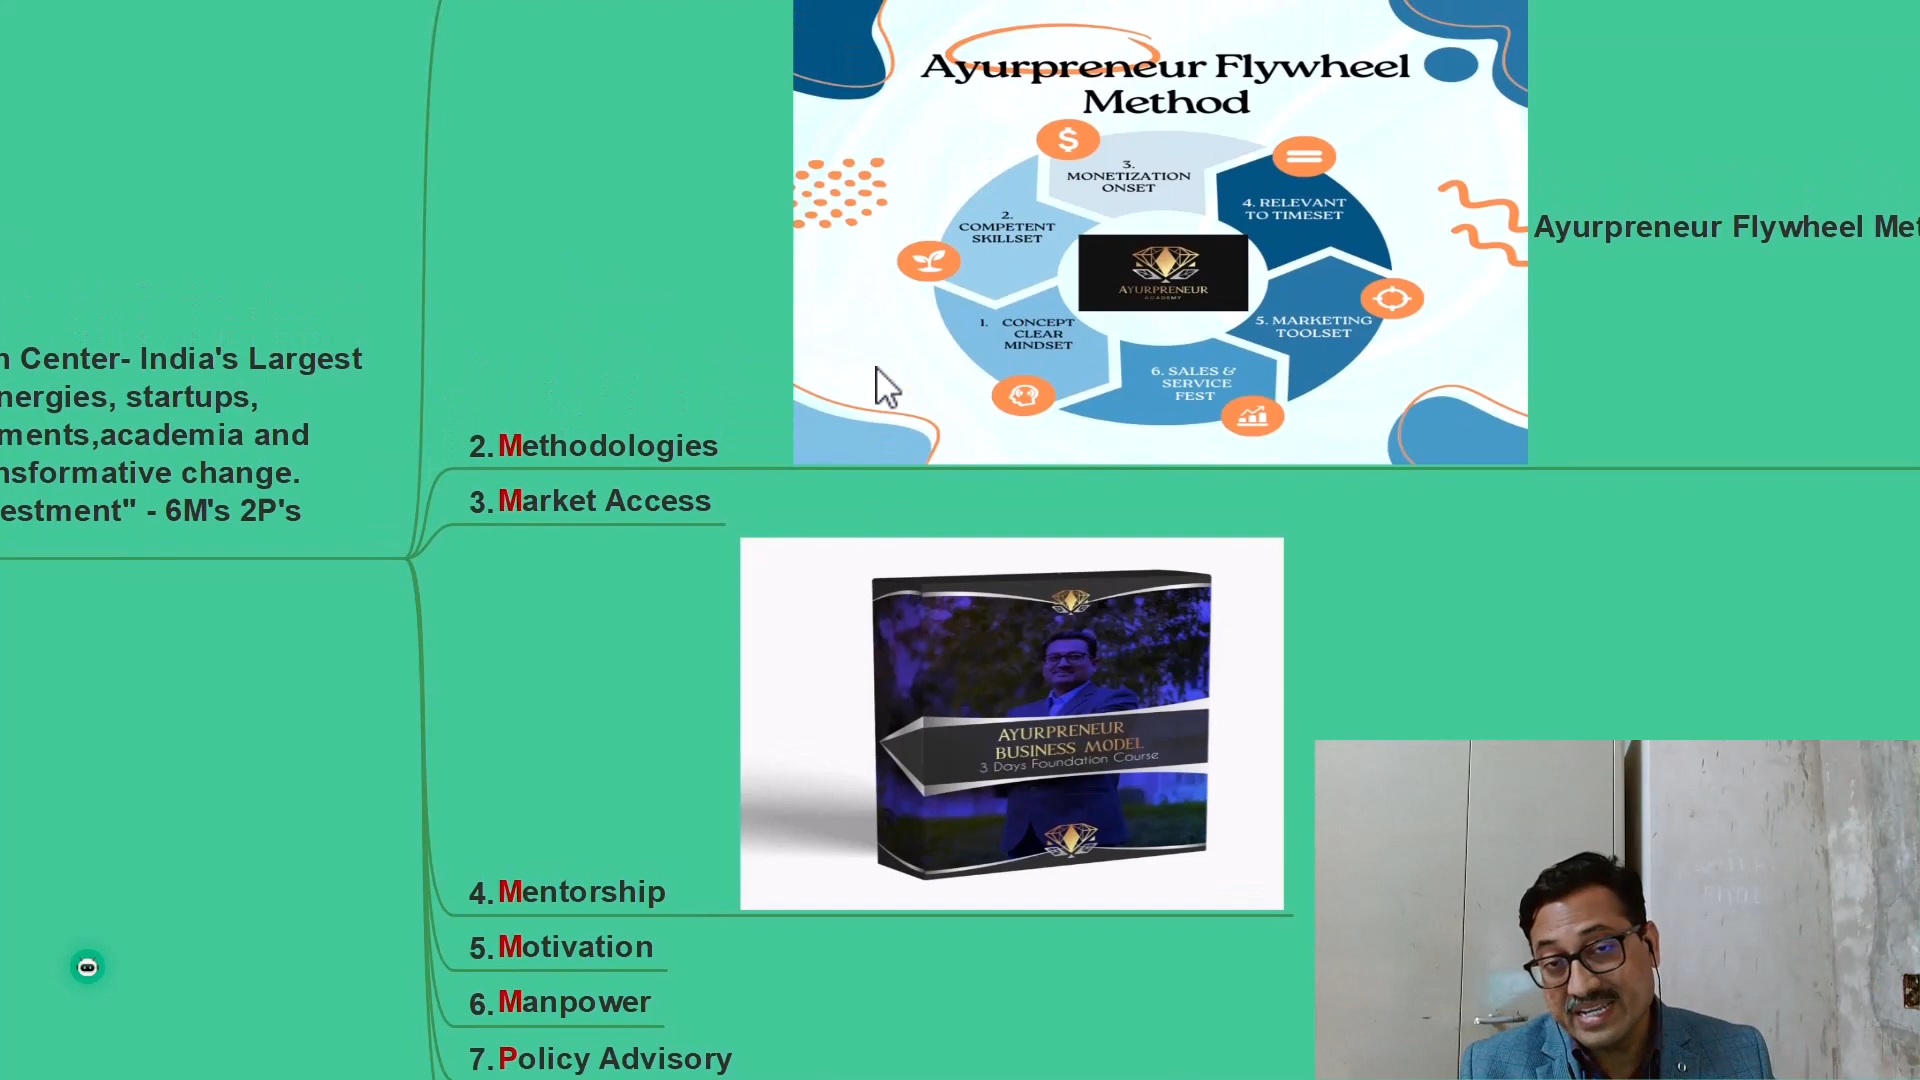 Ayurpreneur Flywheel
Method
3.
MONETIZATION
ONSET
4. RELEVANT
TO TIMESET
2.
COMPETENT
SKILLSET
AYURPRENEUR
ACADEMY
1. CONCEPT
CLEAR
MINDSET
5. MARKETING
TOOLSET
6. SALES &
SERVICE
FEST
Ayurpreneur Flywheel Met
n Center- India's Largest
nergies, startups,
ments,academia and
nsformative change.
estment" - 6M's 2P's
2. Methodologies
3. Market Access
AYURPRENEUR
BUSINESS MODEL
3 Days Foundation Course
4. Mentorship
5. Motivation
6. Manpower
7. Policy Advisory